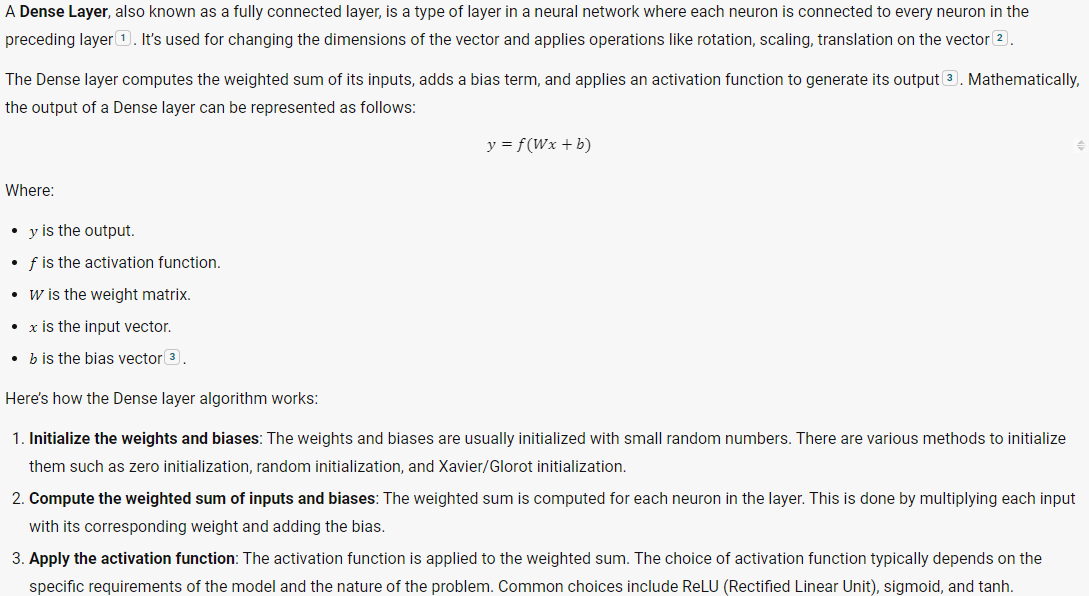 A Dense Layer, also known as a fully connected layer, is a type of layer in a neural network where each neuron is connected to every neuron in the
preceding layer 1 . It's used for changing the dimensions of the vector and applies operations like rotation, scaling, translation on the vector 2 .
The Dense layer computes the weighted sum of its inputs, adds a bias term, and applies an activation function to generate its output 3 . Mathematically,
the output of a Dense layer can be represented as follows:
y = f(Wx + b)
Where:
• y is the output.
• f is the activation function.
• W is the weight matrix.
• x is the input vector.
• b is the bias vector 3 .
Here's how the Dense layer algorithm works:
1. Initialize the weights and biases: The weights and biases are usually initialized with small random numbers. There are various methods to initialize
them such as zero initialization, random initialization, and Xavier/Glorot initialization.
2. Compute the weighted sum of inputs and biases: The weighted sum is computed for each neuron in the layer. This is done by multiplying each input
with its corresponding weight and adding the bias.
3. Apply the activation function: The activation function is applied to the weighted sum. The choice of activation function typically depends on the
specific requirements of the model and the nature of the problem. Common choices include ReLU (Rectified Linear Unit), sigmoid, and tanh.